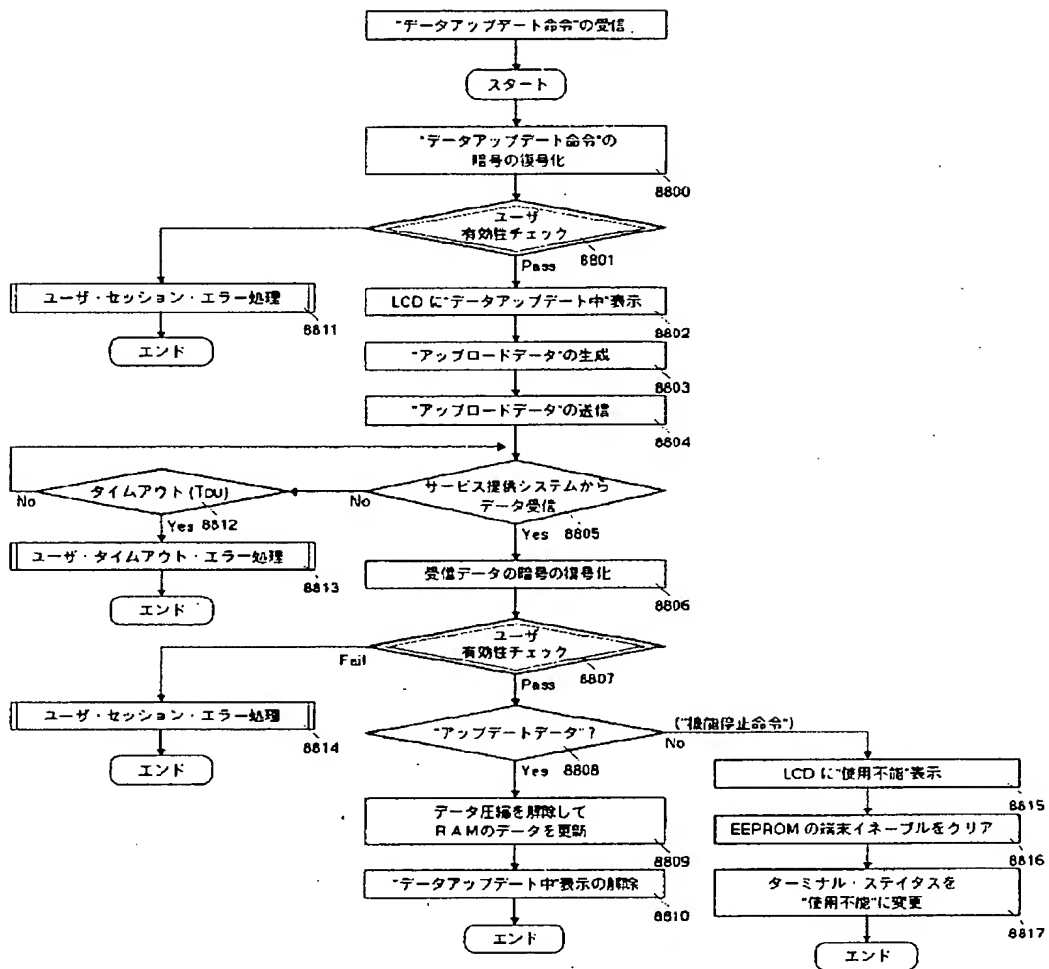 "データアップデート命令"の受信
スタート
"データアップデート命令"の
暗号の復号化
8800
ユーザ
有効性チェック
8801
Pass
ユーザ・セッション・エラー処理
8811
エンド
LCDに"データアップデート中"表示
8802
"アップロードデータ"の生成
8803
"アップロードデータ"の送信
8804
サービス提供システムから
データ受信
8805
No
Yes
タイムアウト(TDU)
8812
No
Yes
ユーザ・タイムアウト・エラー処理
8813
エンド
受信データの暗号の復号化
8806
ユーザ
有効性チェック
8807
Fail
Pass
ユーザ・セッション・エラー処理
8814
エンド
"アップデートデータ"?
8808
("機能停止命令")
No
Yes
データ圧縮を解除して
RAMのデータを更新
8809
"データアップデート中"表示の解除
8810
エンド
LCDに"使用不能"表示
8815
EEPROMの端末イネーブルをクリア
8816
ターミナル・ステイタスを
"使用不能"に変更
8817
エンド